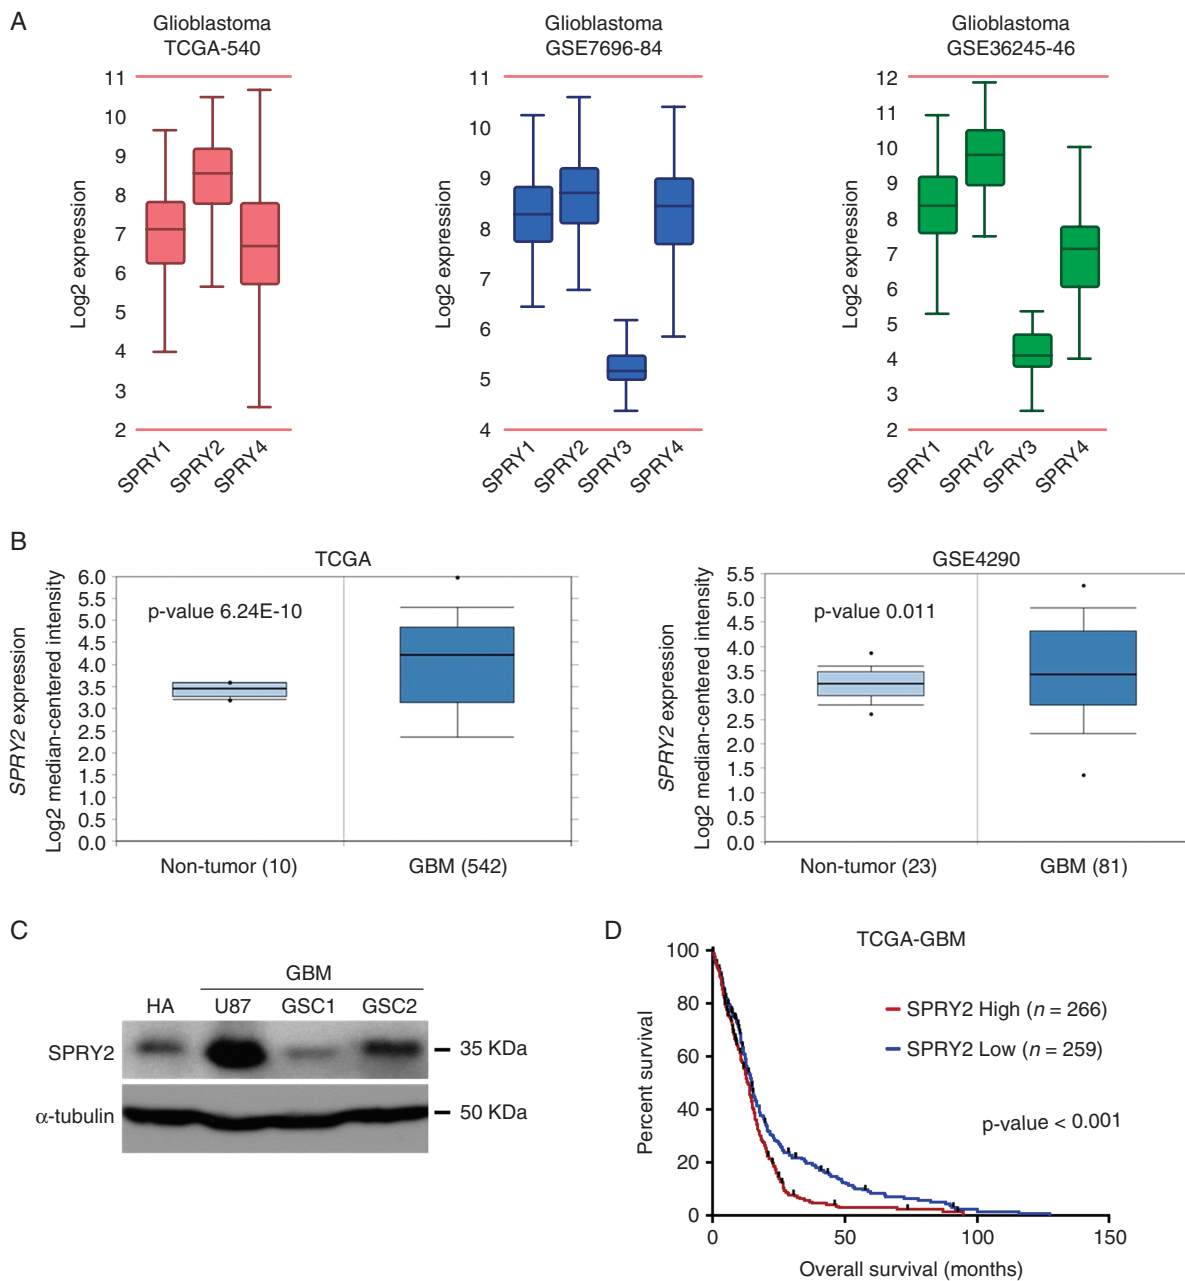 A
Glioblastoma
TCGA-540
Log2 expression
11
10
9
8
7
6
5
4
3
2
SPRY1
SPRY2
SPRY4
Glioblastoma
GSE7696-84
Log2 expression
11
10
9
8
7
6
5
4
SPRY1
SPRY2
SPRY3
SPRY4
Glioblastoma
GSE36245-46
Log2 expression
12
11
10
9
8
7
6
5
4
3
2
SPRY1
SPRY2
SPRY3
SPRY4
B
TCGA
SPRY2 expression
Log2 median-centered intensity
6.0
5.5
5.0
4.5
4.0
3.5
3.0
2.5
2.0
1.5
1.0
0.5
0.0
p-value 6.24E-10
Non-tumor (10)
GBM (542)
GSE4290
SPRY2 expression
Log2 median-centered intensity
5.5
5.0
4.5
4.0
3.5
3.0
2.5
2.0
1.5
1.0
0.5
0.0
p-value 0.011
Non-tumor (23)
GBM (81)
C
GBM
HA U87 GSC1 GSC2
SPRY2
35 KDa
α-tubulin
50 KDa
D
TCGA-GBM
Percent survival
100
80
60
40
20
0
SPRY2 High (n = 266)
SPRY2 Low (n = 259)
p-value < 0.001
0 50 100 150
Overall survival (months)